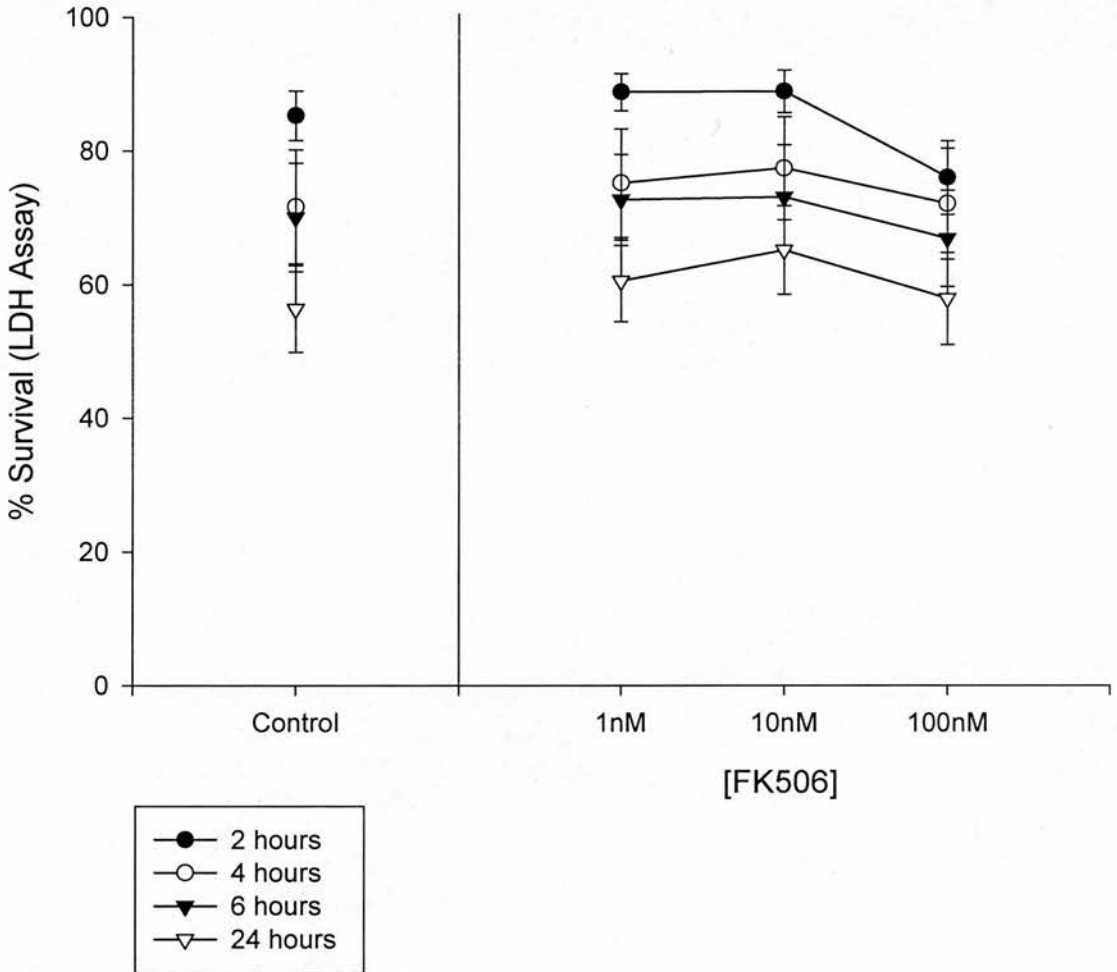 % Survival (LDH Assay)
100
80
60
40
20
0
Control
1nM
10nM
100nM
[FK506]
2 hours
4 hours
6 hours
24 hours